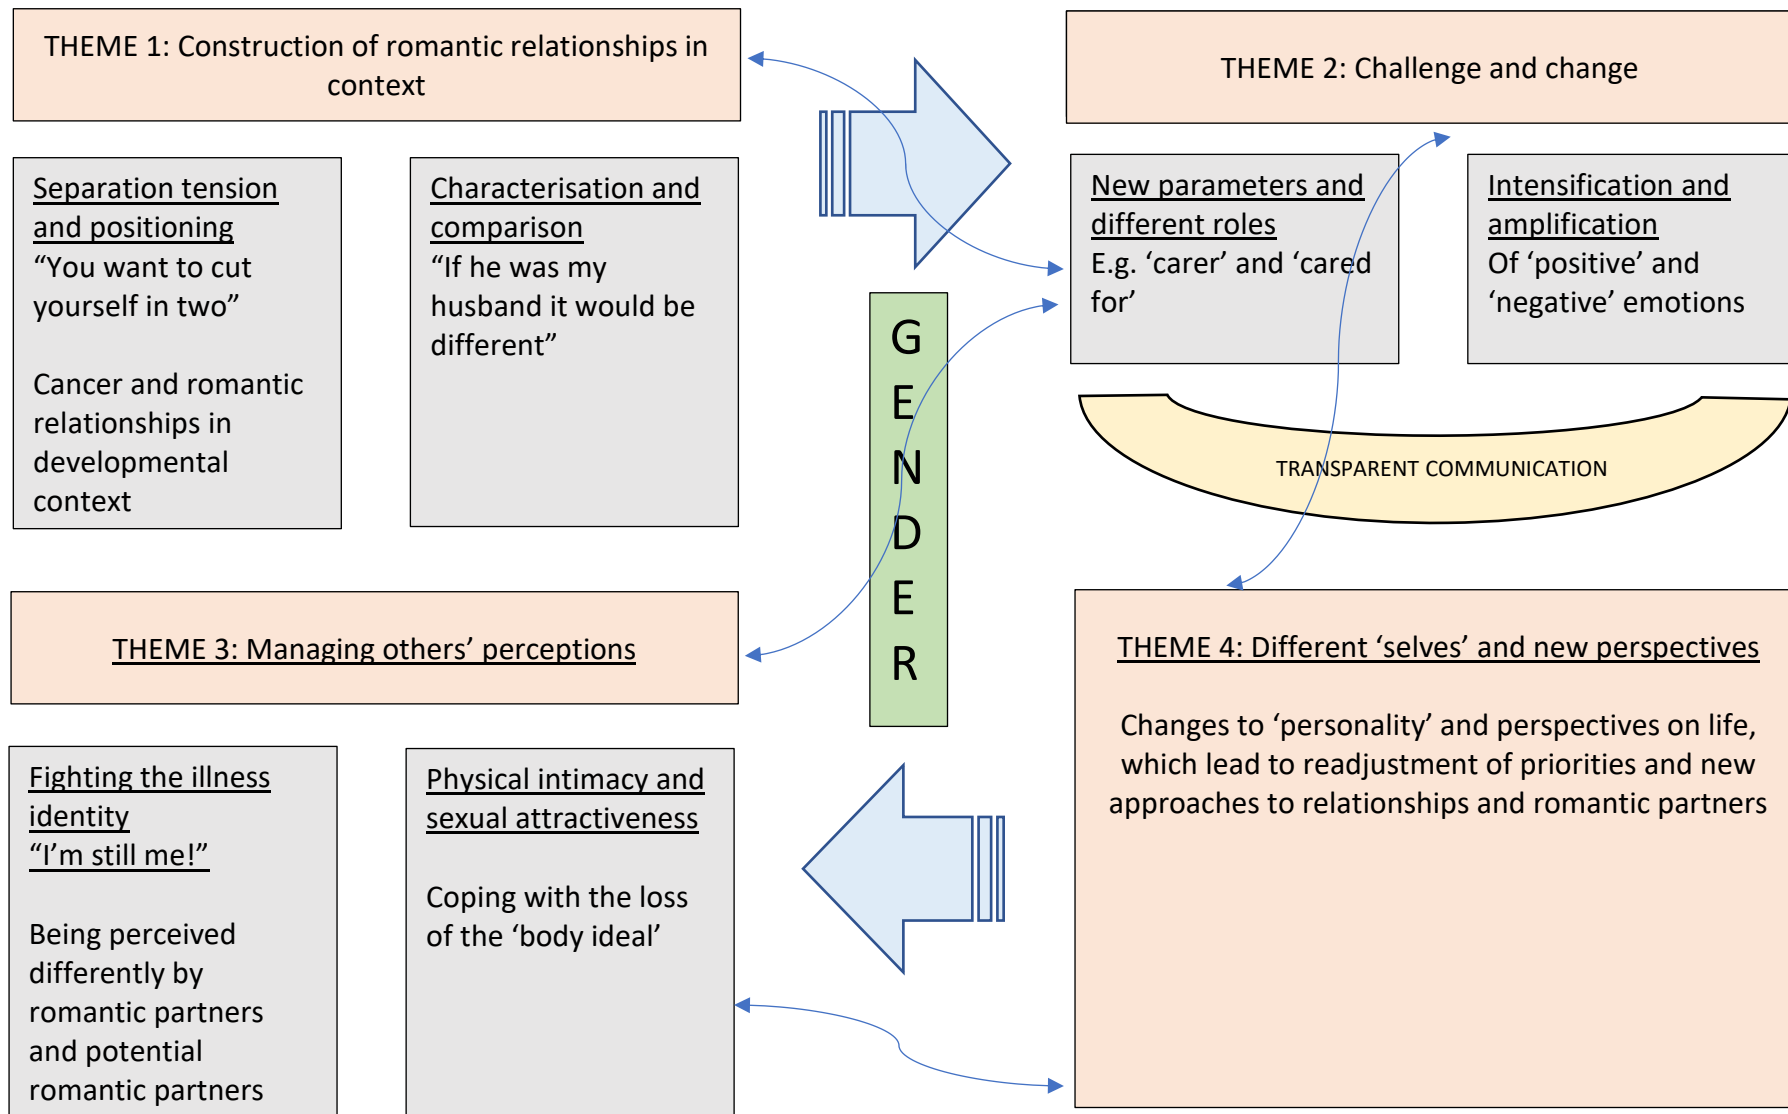 THEME 1: Construction of romantic relationships in
context
Separation tension
and positioning
“You want to cut
yourself in two”
Cancer and romantic
relationships in
developmental
context
Characterisation and
comparison
“If he was my
husband it would be
different”
THEME 2: Challenge and change
New parameters and
different roles
E.g. ‘carer’ and ‘cared
for’
Intensification and
amplification
Of ‘positive’ and
‘negative’ emotions
TRANSPARENT COMMUNICATION
G
E
N
D
E
R
THEME 3: Managing others’ perceptions
Fighting the illness
identity
“I’m still me!”
Being perceived
differently by
romantic partners
and potential
romantic partners
Physical intimacy and
sexual attractiveness
Coping with the loss
of the ‘body ideal’
THEME 4: Different ‘selves’ and new perspectives
Changes to ‘personality’ and perspectives on life,
which lead to readjustment of priorities and new
approaches to relationships and romantic partners